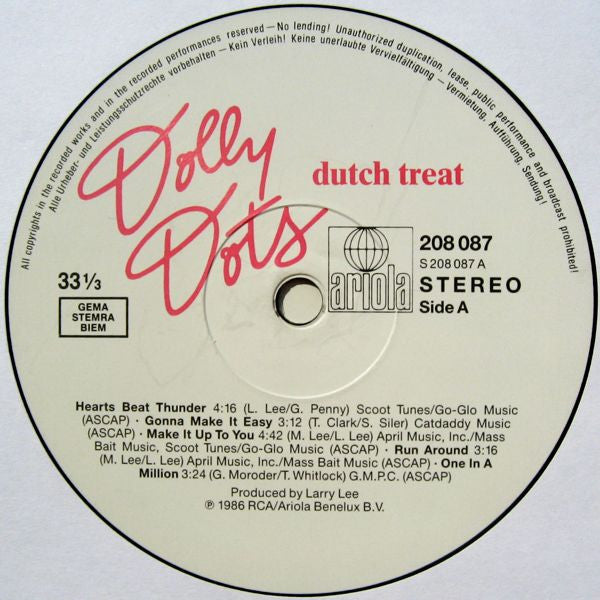 All copyrights in the recorded works and in the recorded performances reserved — No lending! Unauthorized duplication, lease, public performance and broadcast prohibited!
Alle Urheber- und Leistungsschutzrechte vorbehalten — Kein Verleih! Keine unerlaubte Vervielfältigung — Vermietung, Aufführung, Sendung!
Dolly
Dots
dutch treat
33 1/3
GEMA
STEMRA
BIEM
ariola
208 087
S 208 087 A
STEREO
Side A
Hearts Beat Thunder 4:16 (L. Lee/G. Penny) Scoot Tunes/Go-Glo Music
(ASCAP) · Gonna Make It Easy 3:12 (T. Clark/S. Siler) Catdaddy Music
(ASCAP) · Make It Up To You 4:42 (M. Lee/L. Lee) April Music, Inc./Mass
Bait Music, Scoot Tunes/Go-Glo Music (ASCAP) · Run Around 3:16
(M. Lee/L. Lee) April Music, Inc./Mass Bait Music (ASCAP) · One In A
Million 3:24 (G. Moroder/T. Whitlock) G.M.P.C. (ASCAP)
Produced by Larry Lee
℗ 1986 RCA/Ariola Benelux B.V.